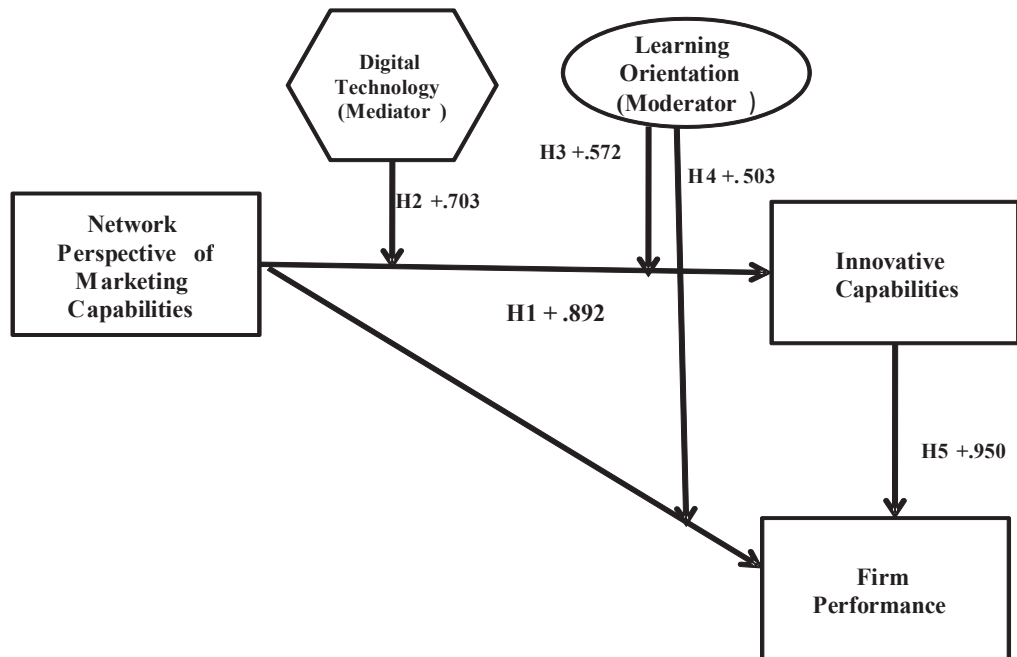 Digital
Technology
(Mediator )
Learning
Orientation
(Moderator )
H3 +.572
H4 +. 503
H2 +.703
Network
Perspective of
Marketing
Capabilities
Innovative
Capabilities
H1 + .892
H5 +.950
Firm
Performance